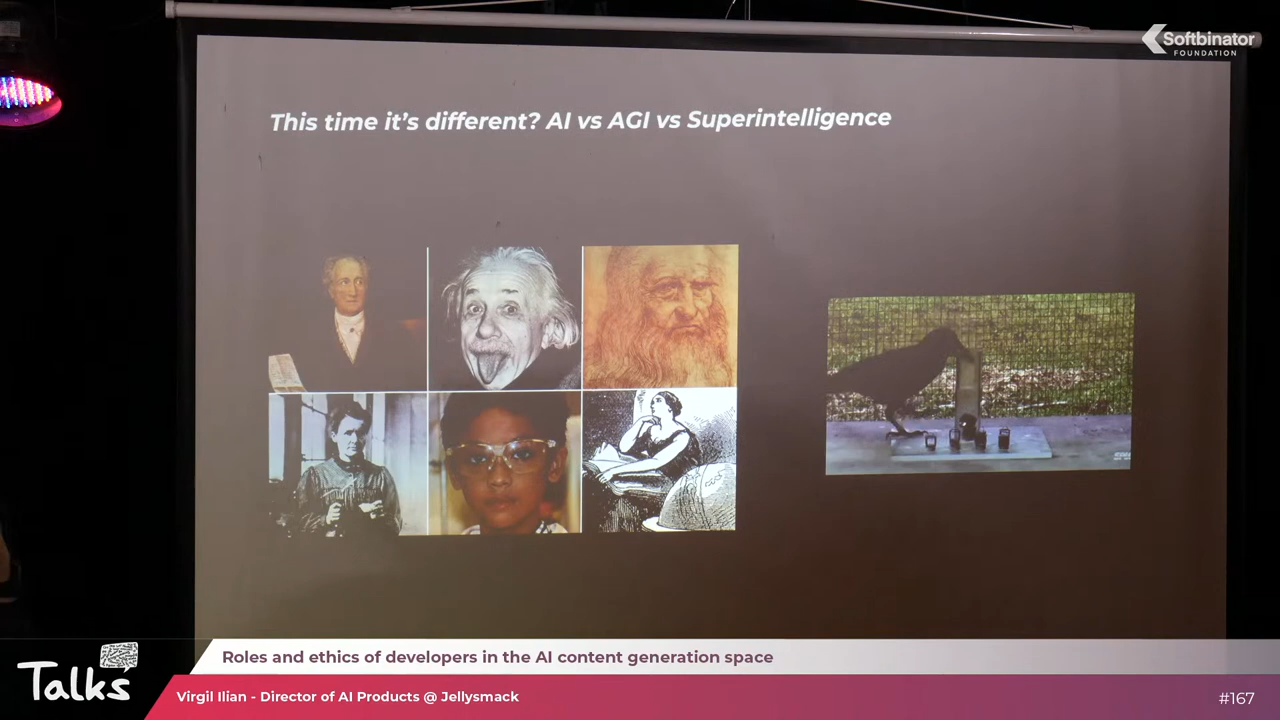 Softbinator
FOUNDATION
This time it's different? AI vs AGI vs Superintelligence
Talks
Roles and ethics of developers in the AI content generation space
Virgil Ilian - Director of AI Products @ Jellysmack
#167